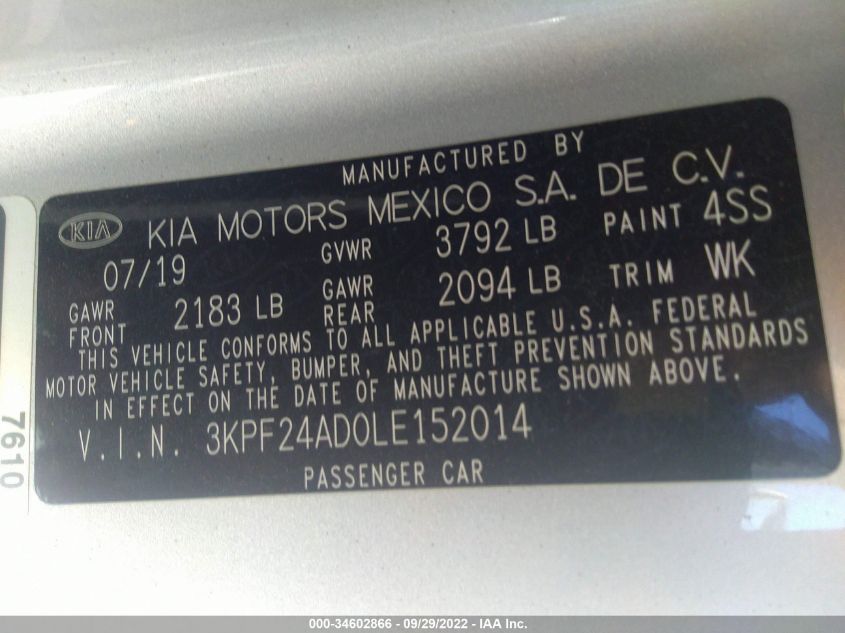 MANUFACTURED BY
KIA KIA MOTORS MEXICO S.A. DE C.V.
07/19 GVWR 3792 LB PAINT 4SS
GAWR FRONT 2183 LB GAWR REAR 2094 LB TRIM WK
THIS VEHICLE CONFORMS TO ALL APPLICABLE U.S.A. FEDERAL
MOTOR VEHICLE SAFETY, BUMPER, AND THEFT PREVENTION STANDARDS
IN EFFECT ON THE DATE OF MANUFACTURE SHOWN ABOVE.
V.I.N. 3KPF24AD0LE152014
PASSENGER CAR
7610
000-34602866 - 09/29/2022 - IAA Inc.